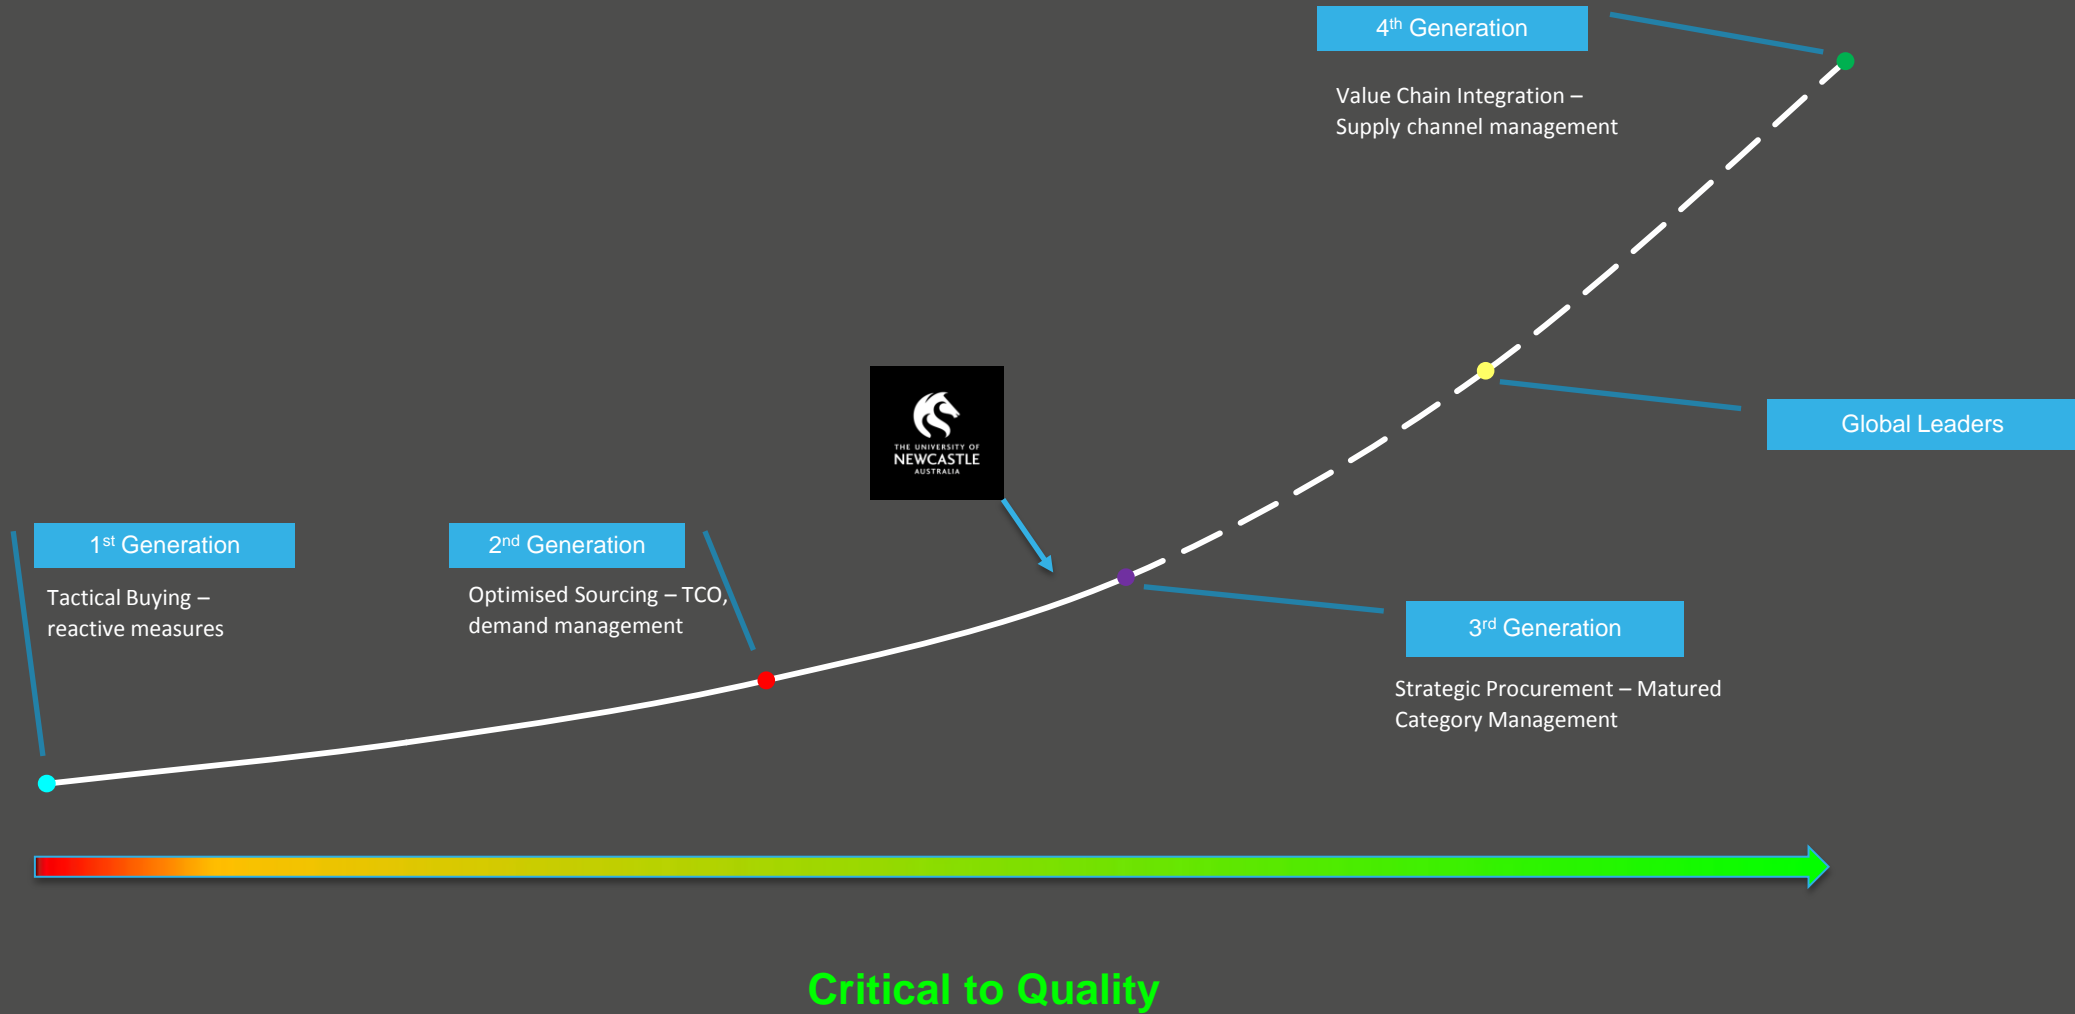 4th Generation
Value Chain Integration –
Supply channel management
THE UNIVERSITY OF
NEWCASTLE
AUSTRALIA
Global Leaders
1st Generation
Tactical Buying –
reactive measures
2nd Generation
Optimised Sourcing – TCO,
demand management
3rd Generation
Strategic Procurement – Matured
Category Management
Critical to Quality